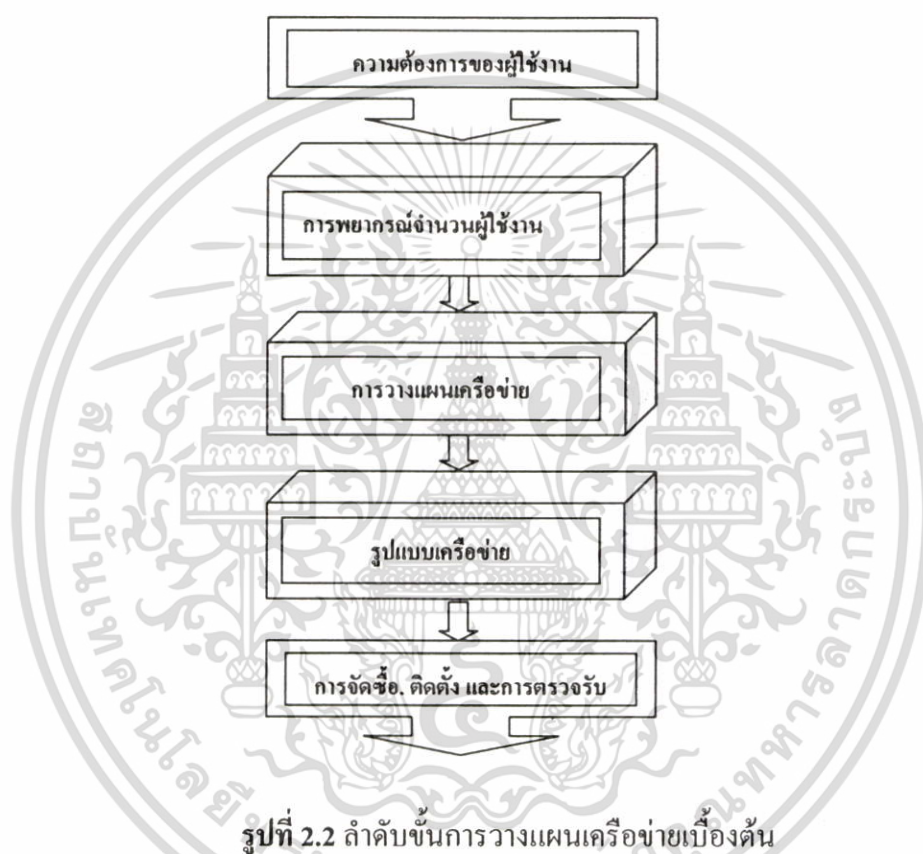 ความต้องการของผู้ใช้งาน
การพยากรณ์จำนวนผู้ใช้งาน
การวางแผนเครือข่าย
รูปแบบเครือข่าย
การจัดซื้อ. ติดตั้ง และการตรวจรับ
รูปที่ 2.2 ลำดับขั้นการวางแผนเครือข่ายเบื้องต้น